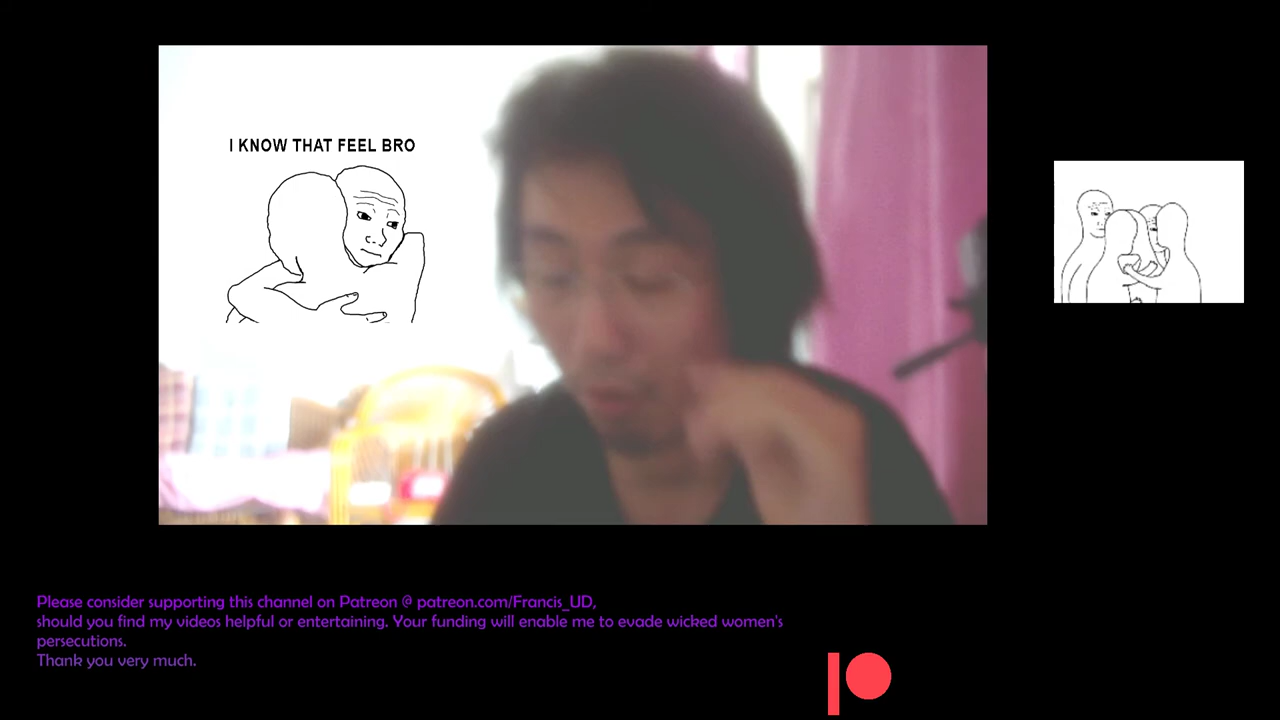 I KNOW THAT FEEL BRO
Please consider supporting this channel on Patreon @ patreon.com/Francis_UD,
should you find my videos helpful or entertaining. Your funding will enable me to evade wicked women's
persecutions.
Thank you very much.